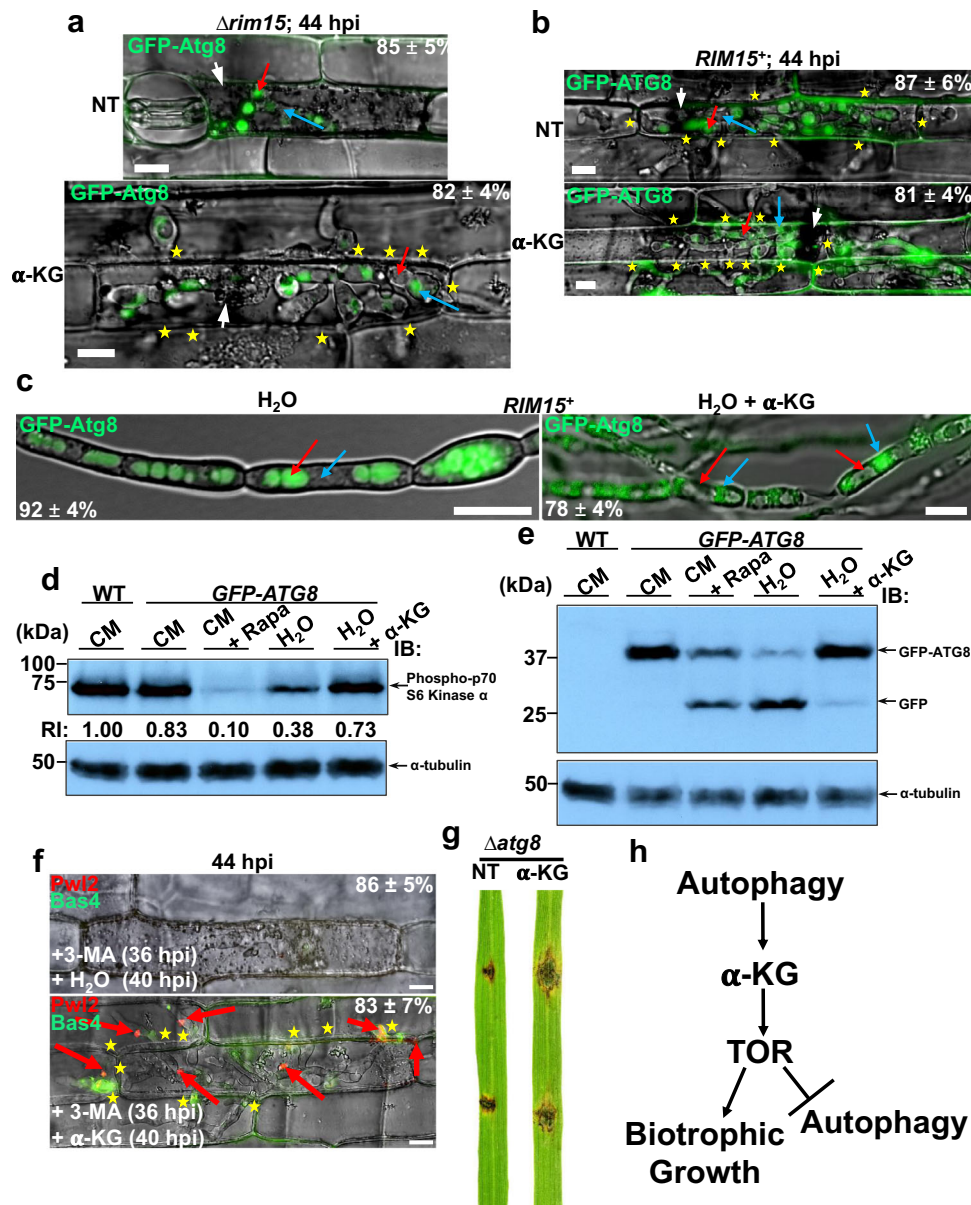 a
Δrim15; 44 hpi
GFP-Atg8
85 ± 5%
NT
GFP-Atg8
82 ± 4%
α-KG
b
RIM15⁺; 44 hpi
GFP-ATG8
87 ± 6%
NT
GFP-ATG8
81 ± 4%
α-KG
c
H₂O
RIM15⁺
H₂O + α-KG
GFP-Atg8
92 ± 4%
GFP-Atg8
78 ± 4%
d
WT
GFP-ATG8
(kDa)
CM
CM
CM + Rapa
H₂O
H₂O + α-KG
IB:
100
75
Phospho-p70
S6 Kinase α
RI: 1.00 0.83 0.10 0.38 0.73
50
α-tubulin
e
WT
GFP-ATG8
(kDa)
CM
CM
CM + Rapa
H₂O
H₂O + α-KG
IB:
37
GFP-ATG8
25
GFP
50
α-tubulin
f
44 hpi
Pwl2
86 ± 5%
Bas4
+3-MA (36 hpi)
+ H₂O (40 hpi)
Pwl2
83 ± 7%
Bas4
+ 3-MA (36 hpi)
+ α-KG (40 hpi)
g
Δatg8
NT α-KG
h
Autophagy
α-KG
TOR
Biotrophic
Growth
Autophagy